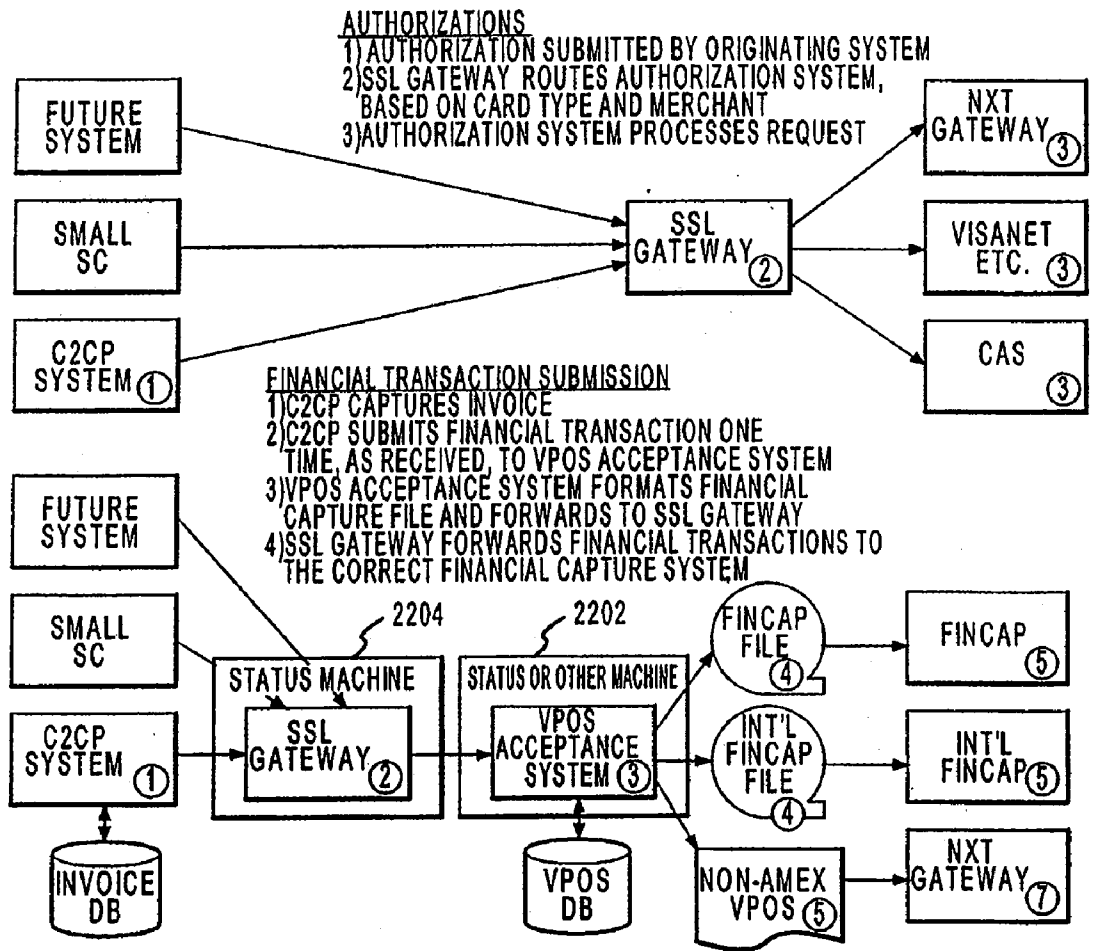 AUTHORIZATIONS
1)AUTHORIZATION SUBMITTED BY ORIGINATING SYSTEM
2)SSL GATEWAY ROUTES AUTHORIZATION SYSTEM,
BASED ON CARD TYPE AND MERCHANT
3)AUTHORIZATION SYSTEM PROCESSES REQUEST
FUTURE
SYSTEM
SMALL
SC
C2CP
SYSTEM 1
SSL
GATEWAY 2
NXT
GATEWAY 3
VISANET
ETC. 3
CAS
3
FINANCIAL TRANSACTION SUBMISSION
1)C2CP CAPTURES INVOICE
2)C2CP SUBMITS FINANCIAL TRANSACTION ONE
TIME, AS RECEIVED, TO VPOS ACCEPTANCE SYSTEM
3)VPOS ACCEPTANCE SYSTEM FORMATS FINANCIAL
CAPTURE FILE AND FORWARDS TO SSL GATEWAY
4)SSL GATEWAY FORWARDS FINANCIAL TRANSACTIONS TO
THE CORRECT FINANCIAL CAPTURE SYSTEM
FUTURE
SYSTEM
SMALL
SC
C2CP
SYSTEM 1
INVOICE
DB
2204
STATUS MACHINE
SSL
GATEWAY 2
2202
STATUS OR OTHER MACHINE
VPOS
ACCEPTANCE
SYSTEM 3
VPOS
DB
FINCAP
FILE
4
INT'L
FINCAP
FILE
4
NON-AMEX
VPOS 5
FINCAP
5
INT'L
FINCAP 5
NXT
GATEWAY 7